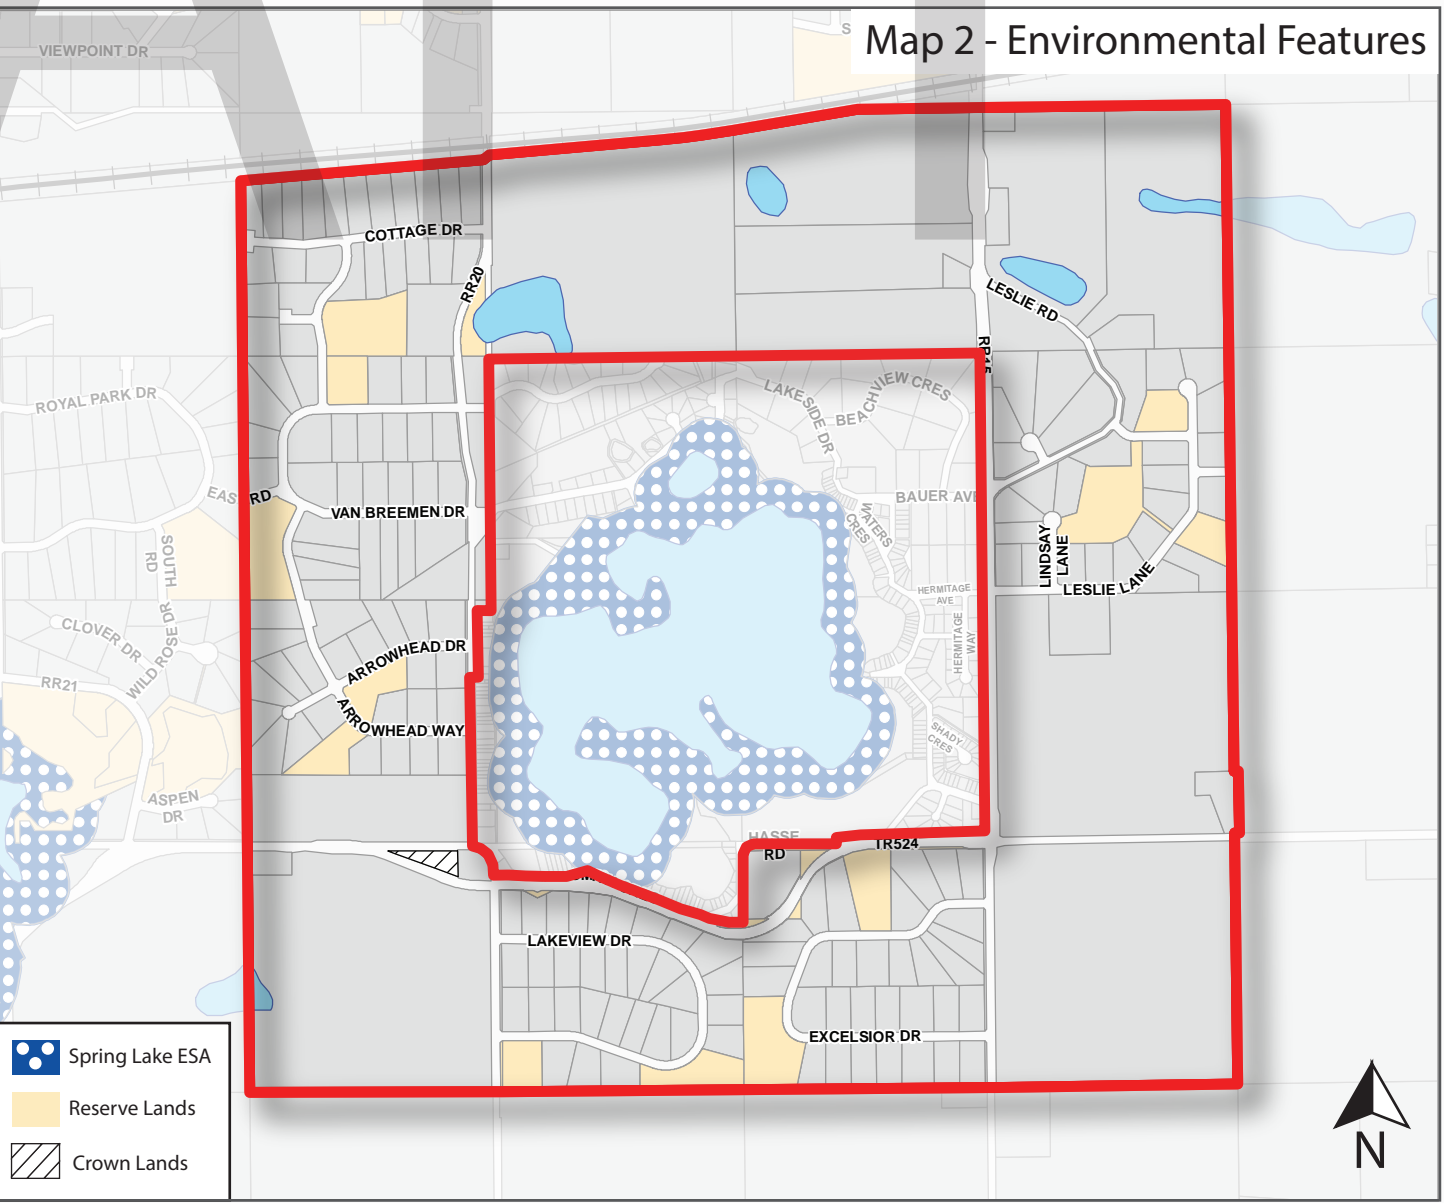 Map 2 - Environmental Features
VIEWPOINT DR
COTTAGE DR
RR20
LESLIE RD
RR15
LAKESIDE DR
BEACHVIEW CRES
ROYAL PARK DR
BAUER AVE
EAST RD
VAN BREEMEN DR
WATERS
CRES
SOUTH
RD
LINDSAY
LANE
LESLIE LANE
HERMITAGE
AVE
HERMITAGE
WAY
CLOVER DR
WILD ROSE DR
ARROWHEAD DR
RR21
ARROWHEAD WAY
SHADY
CRES
ASPEN
DR
HASSE
RD
TR524
LAKEVIEW DR
EXCELSIOR DR
Spring Lake ESA
Reserve Lands
Crown Lands
N